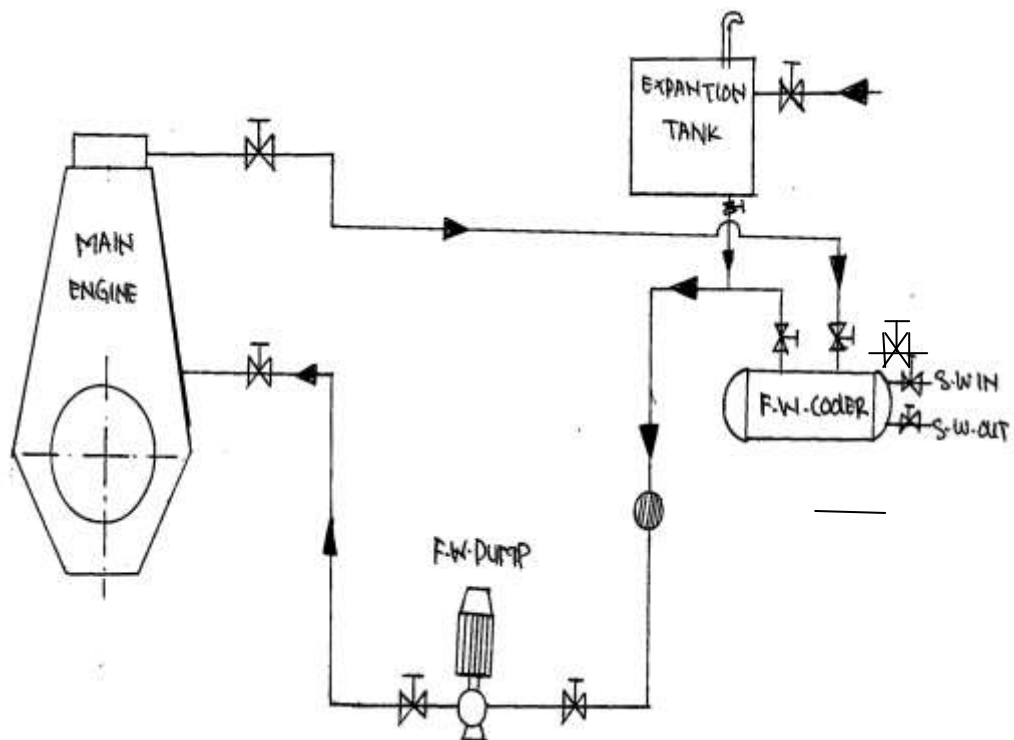 EXPANTION
TANK
MAIN
ENGINE
F.W.COOLER
S.W IN
S.W.OUT
F.W.PUMP